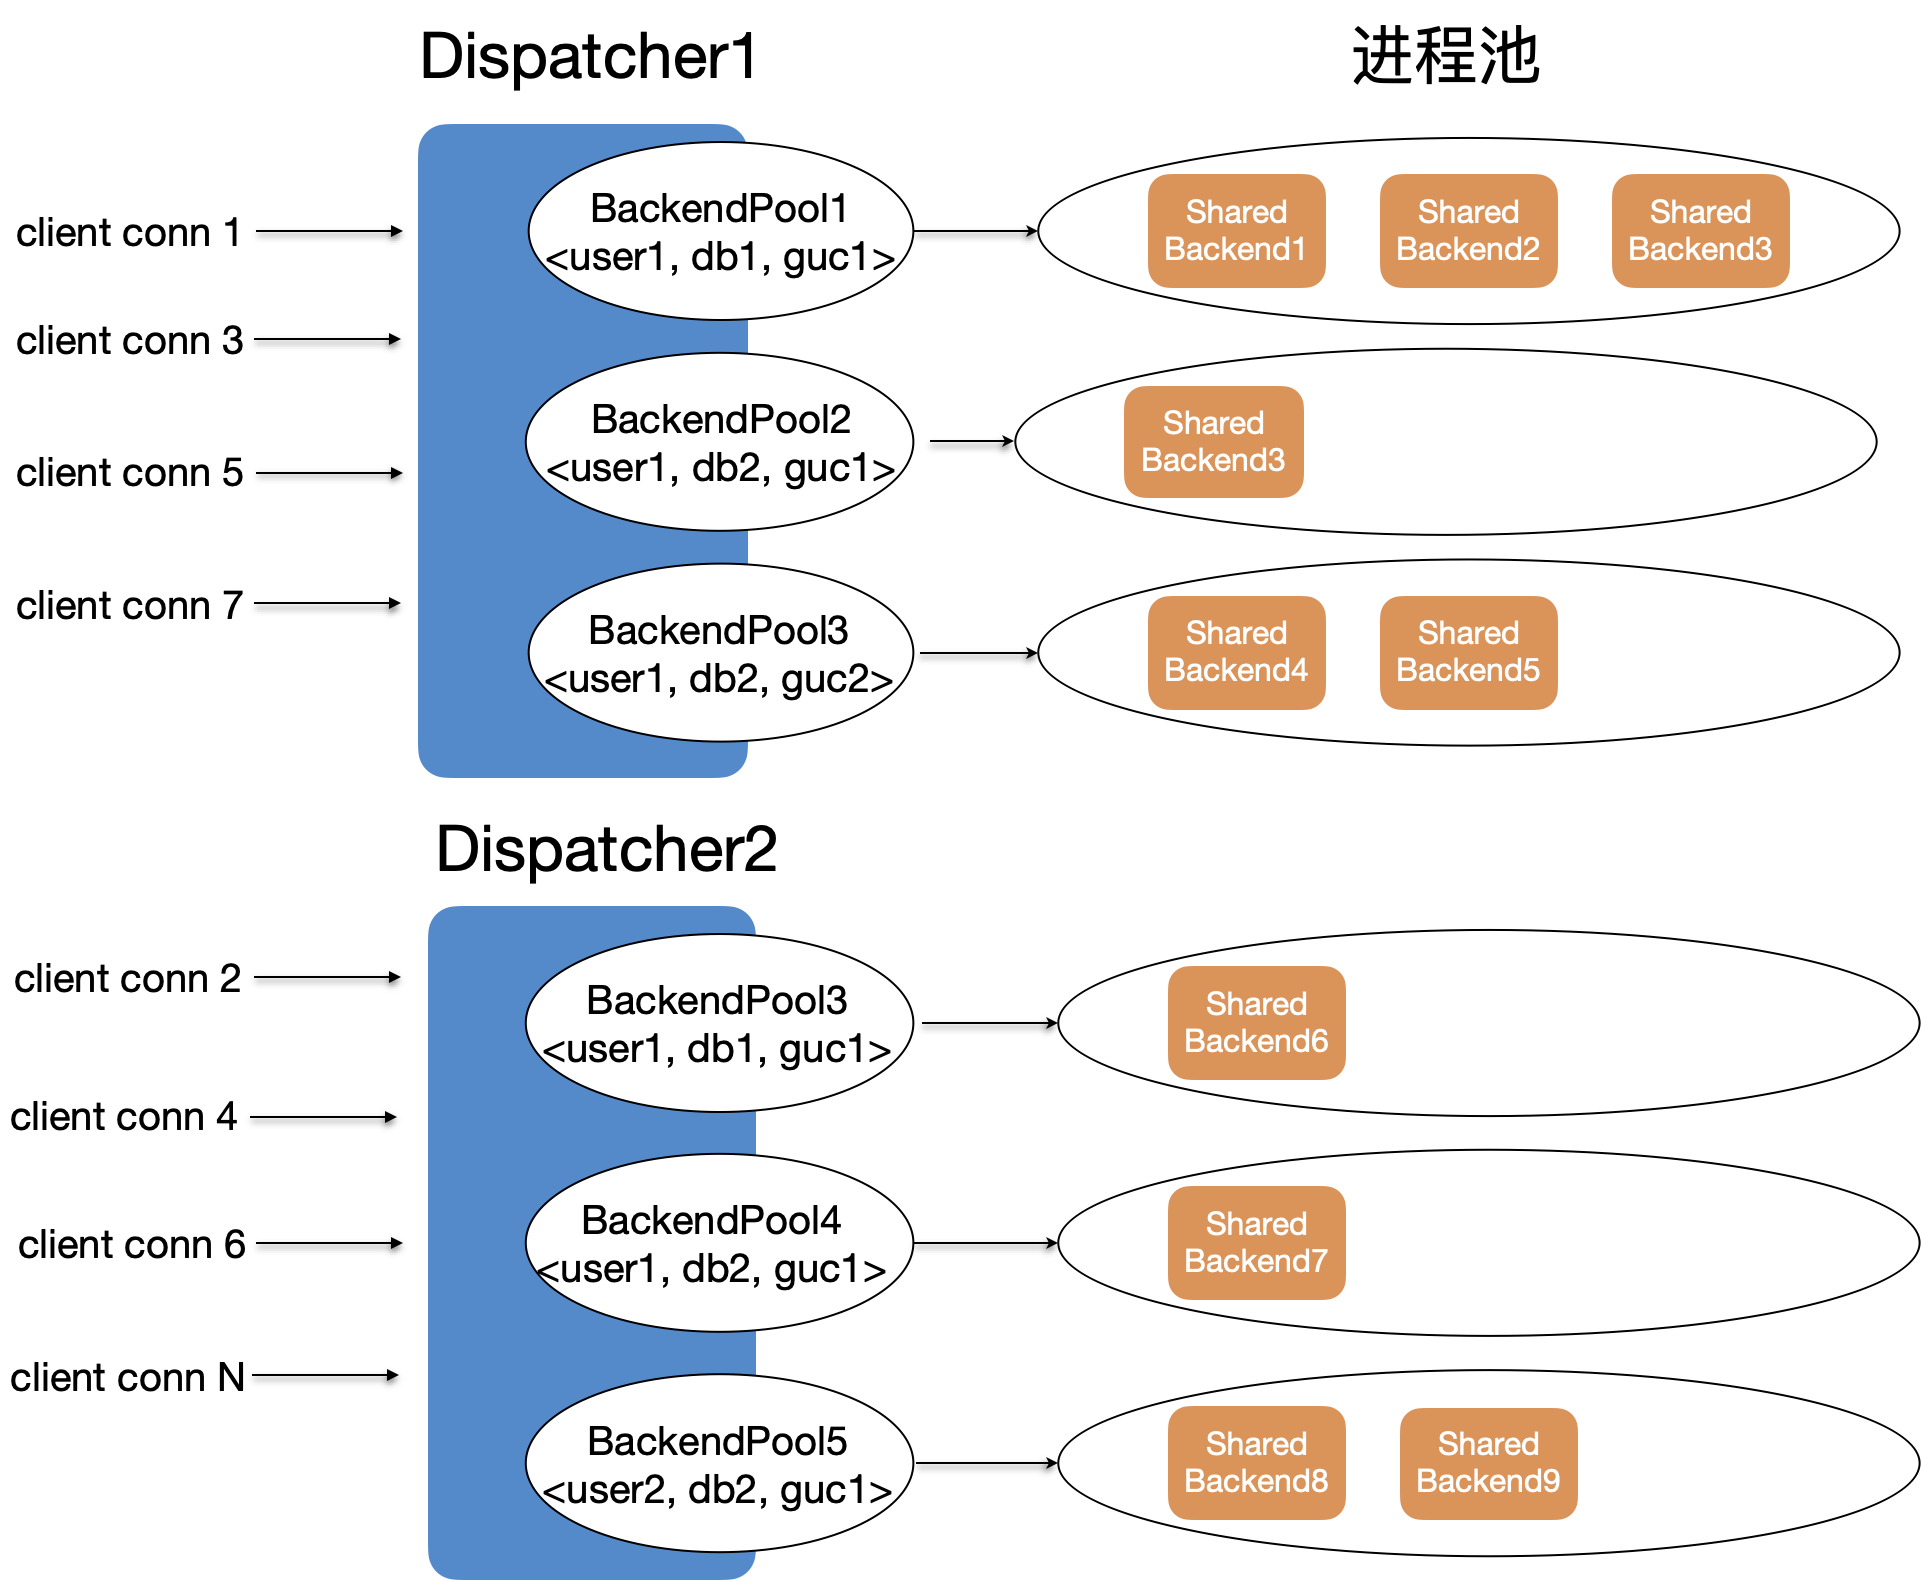 Dispatcher1
进程池
client conn 1
client conn 3
client conn 5
client conn 7
BackendPool1
<user1, db1, guc1>
Shared
Backend1
Shared
Backend2
Shared
Backend3
BackendPool2
<user1, db2, guc1>
Shared
Backend3
BackendPool3
<user1, db2, guc2>
Shared
Backend4
Shared
Backend5
Dispatcher2
client conn 2
client conn 4
client conn 6
client conn N
BackendPool3
<user1, db1, guc1>
Shared
Backend6
BackendPool4
<user1, db2, guc1>
Shared
Backend7
BackendPool5
<user2, db2, guc1>
Shared
Backend8
Shared
Backend9